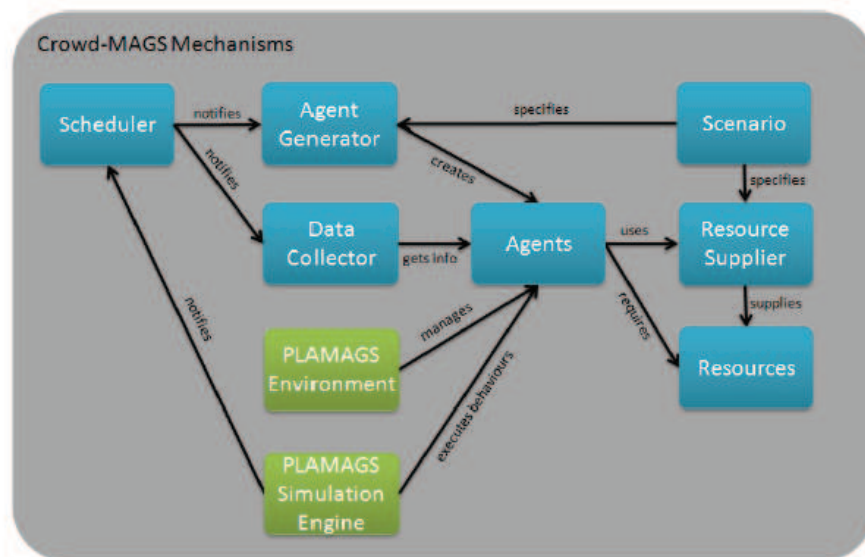 Crowd-MAGS Mechanisms
Scheduler
notifies
Agent
Generator
specifies
Scenario
notifies
creates
specifies
Data
Collector
gets info
Agents
uses
Resource
Supplier
notifies
manages
requires
supplies
PLAMAGS
Environment
executes behaviours
Resources
PLAMAGS
Simulation
Engine